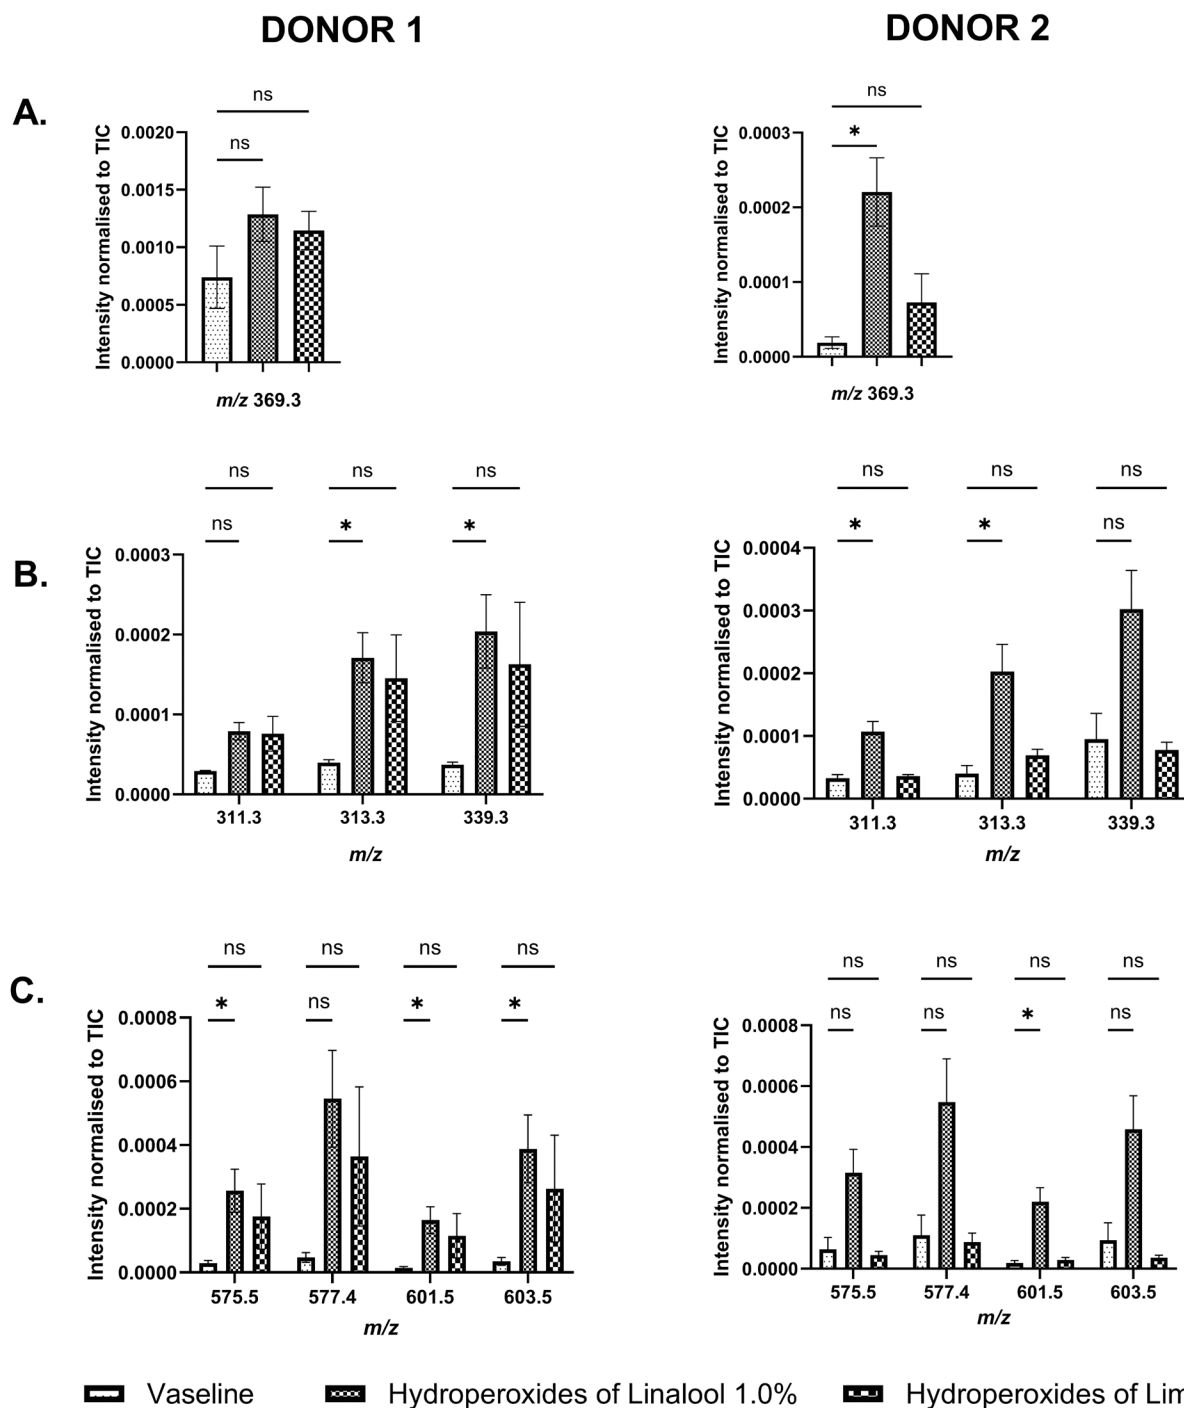 DONOR 1 DONOR 2
A.
ns
ns
Intensity normalised to TIC
0.0020
0.0015
0.0010
0.0005
0.0000
m/z 369.3
ns
*
Intensity normalised to TIC
0.0003
0.0002
0.0001
0.0000
m/z 369.3
B.
ns ns ns
ns * *
Intensity normalised to TIC
0.0003
0.0002
0.0001
0.0000
311.3 313.3 339.3
m/z
ns ns ns
* * ns
Intensity normalised to TIC
0.0004
0.0003
0.0002
0.0001
0.0000
311.3 313.3 339.3
m/z
C.
ns ns ns ns
* ns * *
Intensity normalised to TIC
0.0008
0.0006
0.0004
0.0002
0.0000
575.5 577.4 601.5 603.5
m/z
ns ns ns ns
ns ns * ns
Intensity normalised to TIC
0.0008
0.0006
0.0004
0.0002
0.0000
575.5 577.4 601.5 603.5
m/z
Vaseline Hydroperoxides of Linalool 1.0% Hydroperoxides of